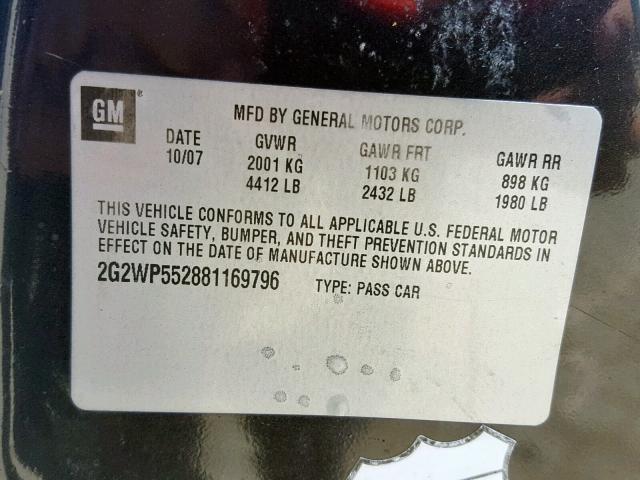 GM ®
MFD BY GENERAL MOTORS CORP.
DATE GVWR GAWR FRT GAWR RR
10/07 2001 KG 1103 KG 898 KG
4412 LB 2432 LB 1980 LB
THIS VEHICLE CONFORMS TO ALL APPLICABLE U.S. FEDERAL MOTOR
VEHICLE SAFETY, BUMPER, AND THEFT PREVENTION STANDARDS IN
EFFECT ON THE DATE OF MANUFACTURE SHOWN ABOVE.
2G2WP552881169796 TYPE: PASS CAR